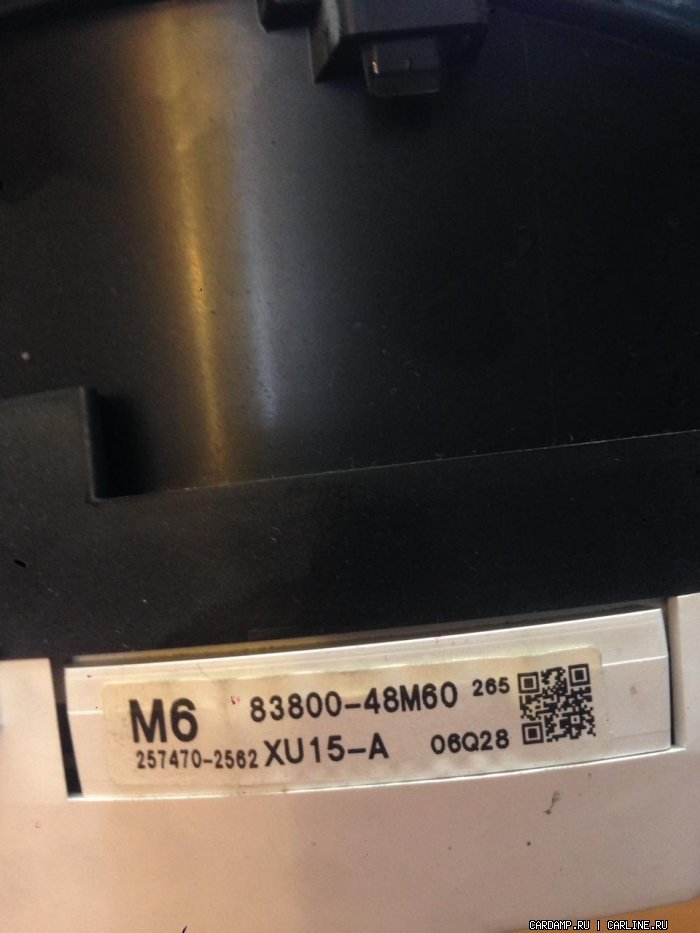 M6 83800-48M60 265
257470-2562 XU15-A 06Q28
CARDAMP.RU | CARLINE.RU